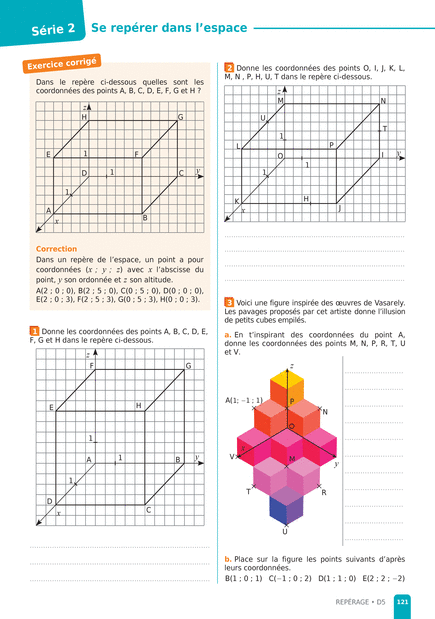 Série 2
Se repérer dans l'espace
Exercice corrigé
Dans le repère ci-dessous quelles sont les
coordonnées des points A, B, C, D, E, F, G et H ?
z
H
G
E
1
F
D
1
C
y
1
A
B
x
Correction
Dans un repère de l'espace, un point a pour
coordonnées (x ; y ; z) avec x l'abscisse du
point, y son ordonnée et z son altitude.
A(2 ; 0 ; 0), B(2 ; 5 ; 0), C(0 ; 5 ; 0), D(0 ; 0 ; 0),
E(2 ; 0 ; 3), F(2 ; 5 ; 3), G(0 ; 5 ; 3), H(0 ; 0 ; 3).
1 Donne les coordonnées des points A, B, C, D, E,
F, G et H dans le repère ci-dessous.
z
F
G
E
H
1
A
1
B
y
1
D
C
x
2 Donne les coordonnées des points O, I, J, K, L,
M, N , P, H, U, T dans le repère ci-dessous.
z
M
N
U
T
1
L
P
O
1
I
y
1
K
H
J
x
3 Voici une figure inspirée des œuvres de Vasarely.
Les pavages proposés par cet artiste donne l'illusion
de petits cubes empilés.
a. En t'inspirant des coordonnées du point A,
donne les coordonnées des points M, N, P, R, T, U
et V.
z
A(1; -1 ; 1)
P
N
O
V
x
M
y
T
R
U
b. Place sur la figure les points suivants d'après
leurs coordonnées.
B(1 ; 0 ; 1) C(−1 ; 0 ; 2) D(1 ; 1 ; 0) E(2 ; 2 ; −2)
REPÉRAGE • D5
121